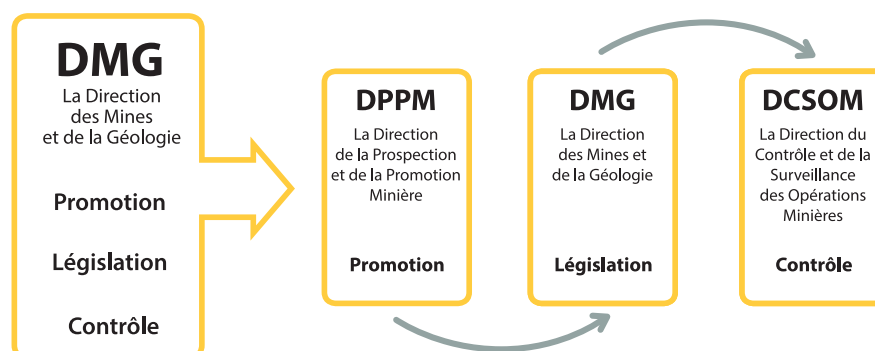 DMG
La Direction
des Mines
et de la Géologie
Promotion
Législation
Contrôle
DPPM
La Direction
de la Prospection
et de la Promotion
Minière
Promotion
DMG
La Direction
des Mines et
de la Géologie
Législation
DCSOM
La Direction du
Contrôle et de la
Surveillance
des Opérations
Minières
Contrôle